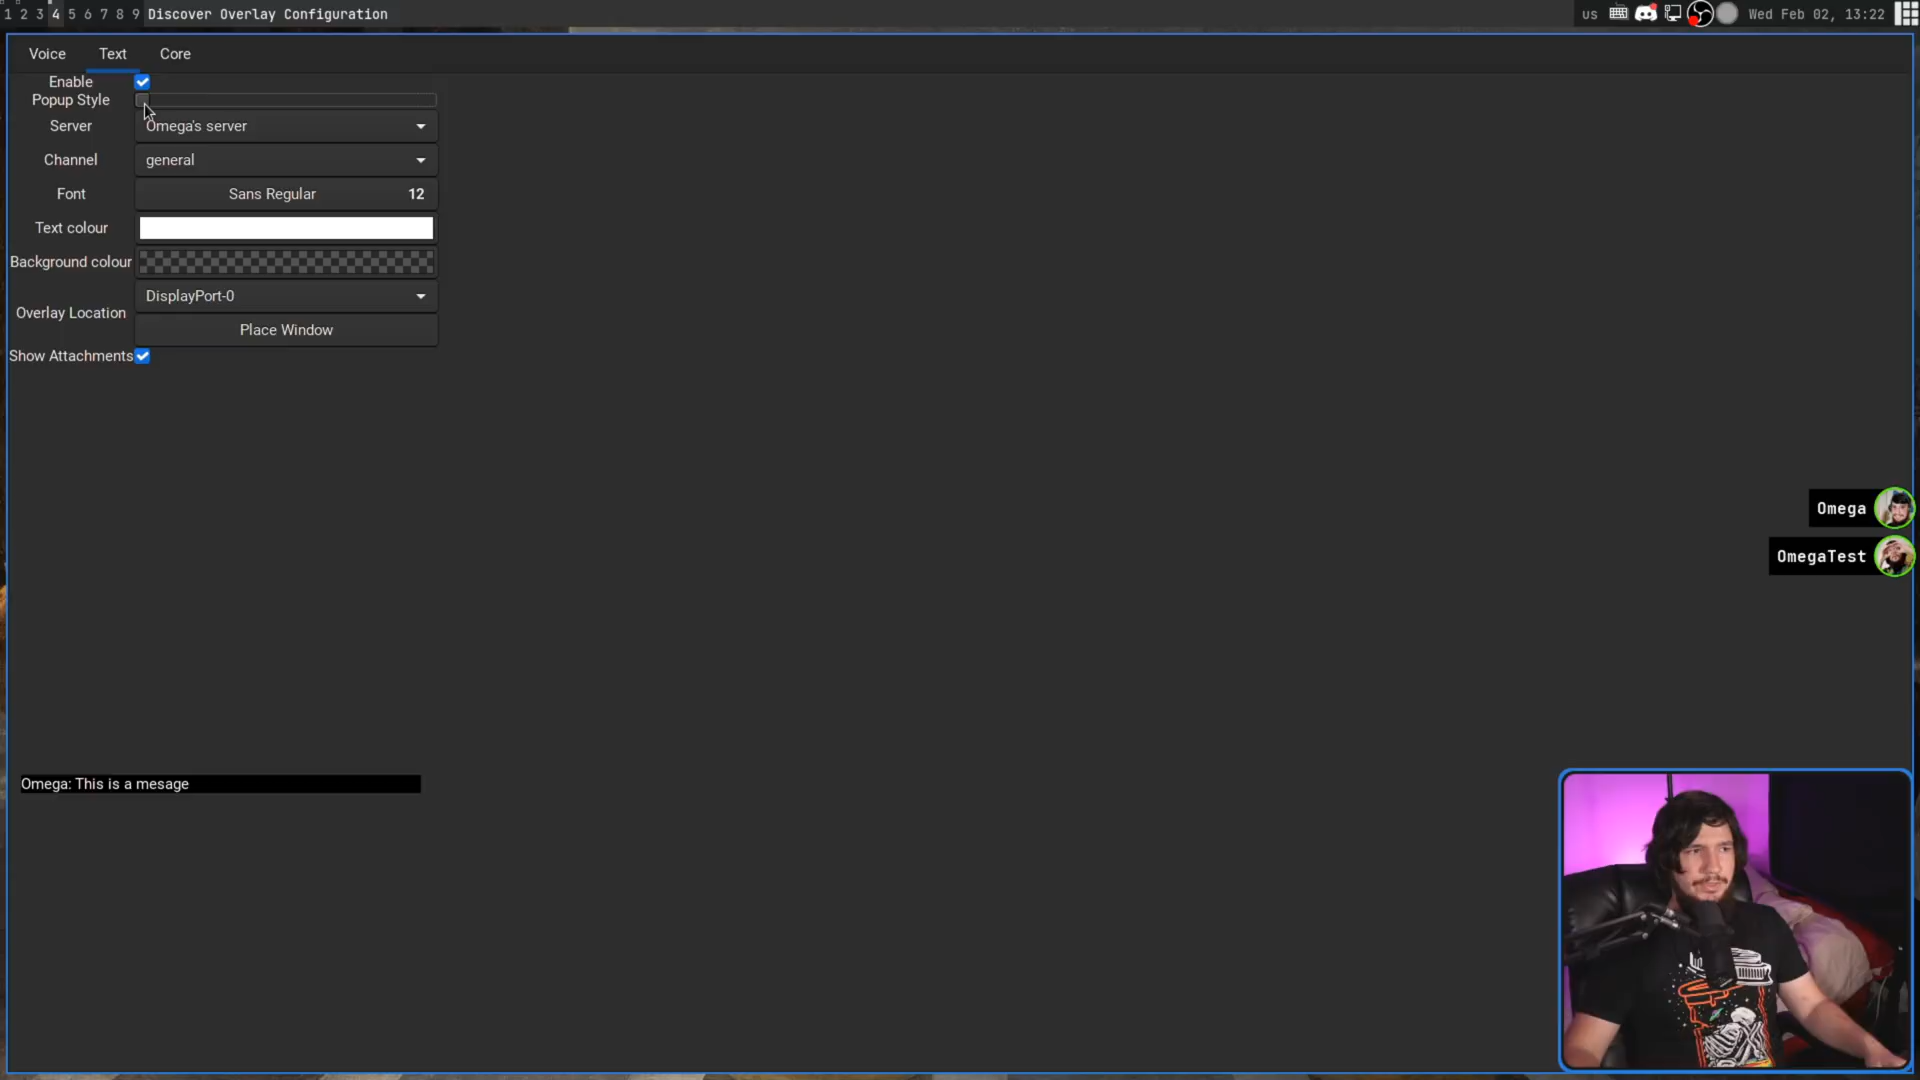 1 2 3 4 5 6 7 8 9 Discover Overlay Configuration
us
Wed Feb 02, 13:22
Voice Text Core
Enable
Popup Style
Server Omega's server
Channel general
Font Sans Regular 12
Text colour
Background colour
DisplayPort-0
Overlay Location
Place Window
Show Attachments
Omega
OmegaTest
Omega: This is a mesage